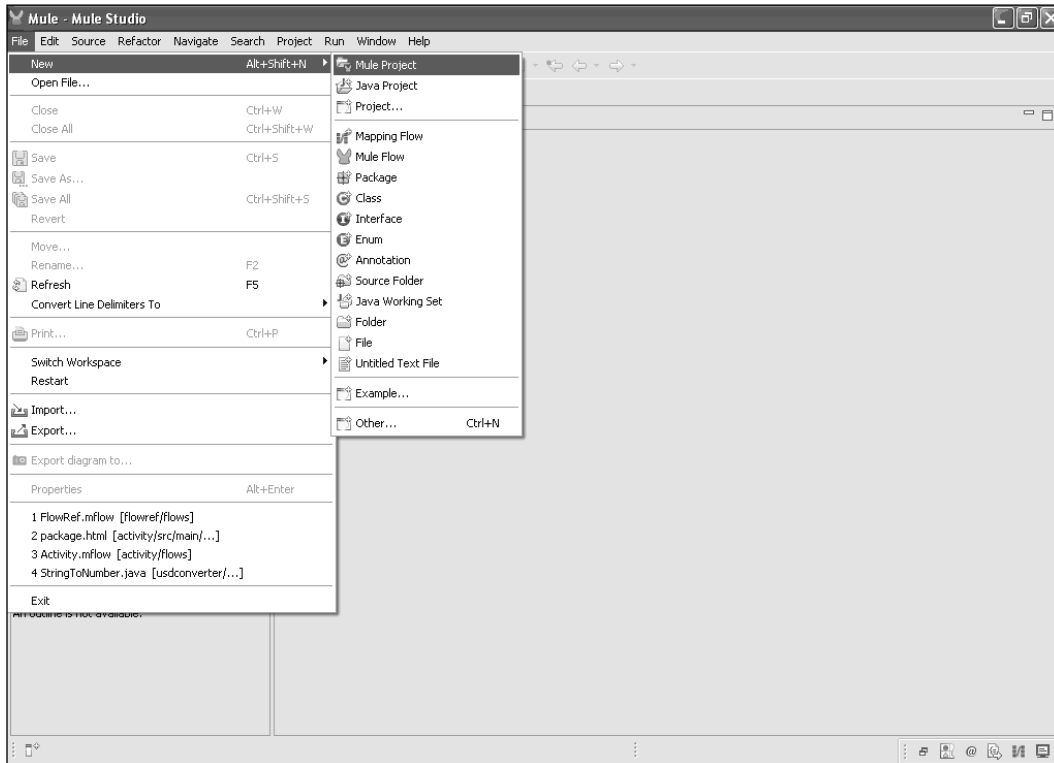 Mule - Mule Studio
File Edit Source Refactor Navigate Search Project Run Window Help
New Alt+Shift+N
Open File...
Close Ctrl+W
Close All Ctrl+Shift+W
Save Ctrl+S
Save As...
Save All Ctrl+Shift+S
Revert
Move...
Rename... F2
Refresh F5
Convert Line Delimiters To
Print... Ctrl+P
Switch Workspace
Restart
Import...
Export...
Export diagram to...
Properties Alt+Enter
1 FlowRef.mflow [flowref/flows]
2 package.html [activity/src/main/...]
3 Activity.mflow [activity/flows]
4 StringToNumber.java [usdconverter/...]
Exit
Mule Project
Java Project
Project...
Mapping Flow
Mule Flow
Package
Class
Interface
Enum
Annotation
Source Folder
Java Working Set
Folder
File
Untitled Text File
Example...
Other... Ctrl+N
An outline is not available.